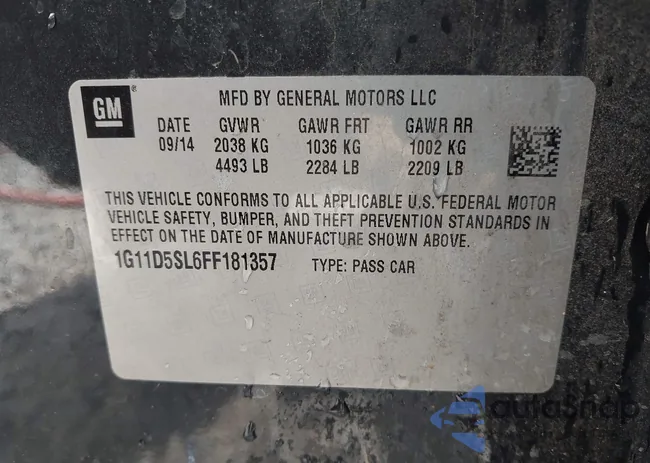 GM
MFD BY GENERAL MOTORS LLC
DATE GVWR GAWR FRT GAWR RR
09/14 2038 KG 1036 KG 1002 KG
4493 LB 2284 LB 2209 LB
THIS VEHICLE CONFORMS TO ALL APPLICABLE U.S. FEDERAL MOTOR
VEHICLE SAFETY, BUMPER, AND THEFT PREVENTION STANDARDS IN
EFFECT ON THE DATE OF MANUFACTURE SHOWN ABOVE.
1G11D5SL6FF181357 TYPE: PASS CAR
autoSnap